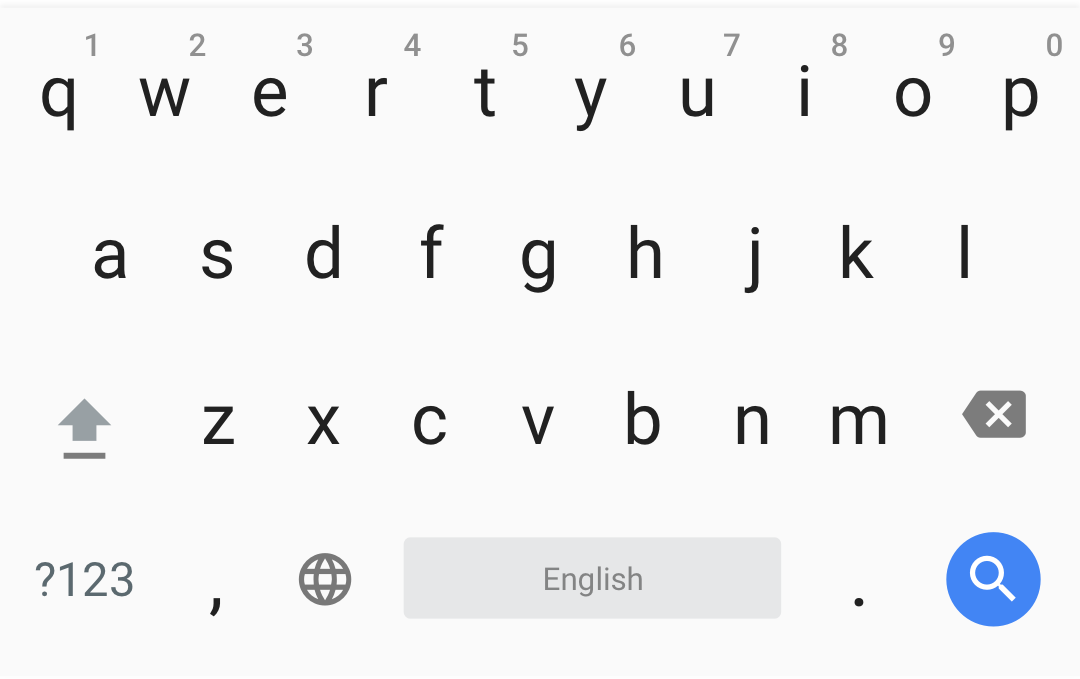 1 2 3 4 5 6 7 8 9 0
q w e r t y u i o p
a s d f g h j k l
z x c v b n m
?123 , English .